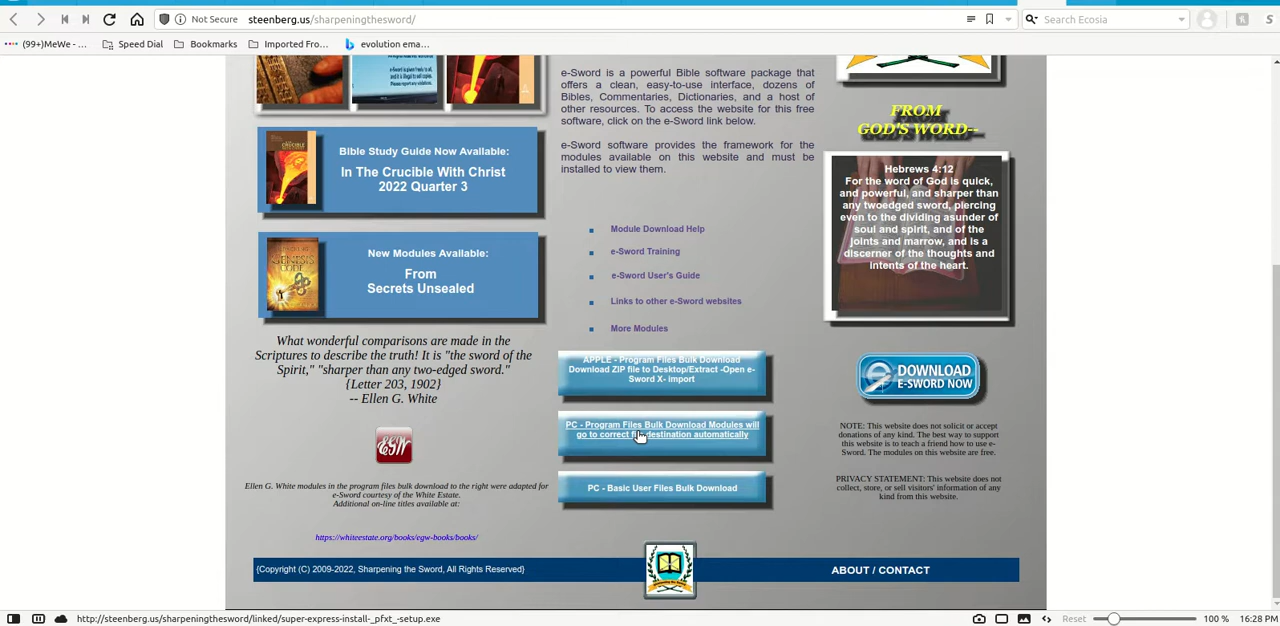 Not Secure
steenberg.us/sharpeningthesword/
Search Ecosia
(99+)MeWe - ...
Speed Dial
Bookmarks
Imported Fro...
evolution ema...
e-Sword is a powerful Bible software package that
offers a clean, easy-to-use interface, dozens of
Bibles, Commentaries, Dictionaries, and a host of
other resources. To access the website for this free
software, click on the e-Sword link below.
e-Sword software provides the framework for the
modules available on this website and must be
installed to view them.
Bible Study Guide Now Available:
In The Crucible With Christ
2022 Quarter 3
New Modules Available:
From
Secrets Unsealed
What wonderful comparisons are made in the
Scriptures to describe the truth! It is "the sword of the
Spirit," "sharper than any two-edged sword."
{Letter 203, 1902}
-- Ellen G. White
EGW
Ellen G. White modules in the program files bulk download to the right were adapted for
e-Sword courtesy of the White Estate.
Additional on-line titles available at:
https://whiteestate.org/books/egw-books/books/
Module Download Help
e-Sword Training
e-Sword User's Guide
Links to other e-Sword websites
More Modules
APPLE - Program Files Bulk Download
Download ZIP file to Desktop/Extract -Open e-
Sword X- import
PC - Program Files Bulk Download Modules will
go to correct destination automatically
PC - Basic User Files Bulk Download
FROM
GOD'S WORD--
Hebrews 4:12
For the word of God is quick,
and powerful, and sharper than
any twoedged sword, piercing
even to the dividing asunder of
soul and spirit, and of the
joints and marrow, and is a
discerner of the thoughts and
intents of the heart.
DOWNLOAD
E-SWORD NOW
NOTE: This website does not solicit or accept
donations of any kind. The best way to support
this website is to teach a friend how to use e-
Sword. The modules on this website are free.
PRIVACY STATEMENT: This website does not
collect, store, or sell visitors' information of any
kind from this website.
{Copyright (C) 2009-2022, Sharpening the Sword, All Rights Reserved}
ABOUT / CONTACT
http://steenberg.us/sharpeningthesword/linked/super-express-install-_pfxt_-setup.exe
Reset
100 %
16:28 PM